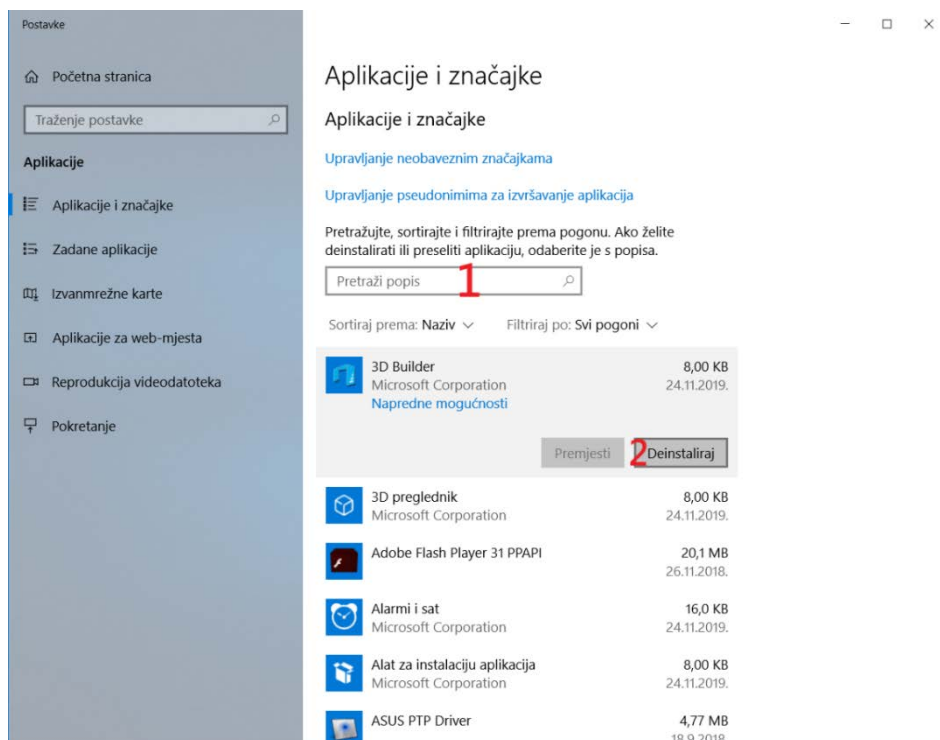 Postavke
Početna stranica
Traženje postavke
Aplikacije
Aplikacije i značajke
Zadane aplikacije
Izvanmrežne karte
Aplikacije za web-mjesta
Reprodukcija videodatoteka
Pokretanje
Aplikacije i značajke
Aplikacije i značajke
Upravljanje neobaveznim značajkama
Upravljanje pseudonimima za izvršavanje aplikacija
Pretražujte, sortirajte i filtrirajte prema pogonu. Ako želite
deinstalirati ili preseliti aplikaciju, odaberite je s popisa.
Pretraži popis 1
Sortiraj prema: Naziv Filtriraj po: Svi pogoni
3D Builder 8,00 KB
Microsoft Corporation 24.11.2019.
Napredne mogućnosti
Premjesti 2 Deinstaliraj
3D preglednik 8,00 KB
Microsoft Corporation 24.11.2019.
Adobe Flash Player 31 PPAPI 20,1 MB
26.11.2018.
Alarmi i sat 16,0 KB
Microsoft Corporation 24.11.2019.
Alat za instalaciju aplikacija 8,00 KB
Microsoft Corporation 24.11.2019.
ASUS PTP Driver 4,77 MB
18.9.2018.